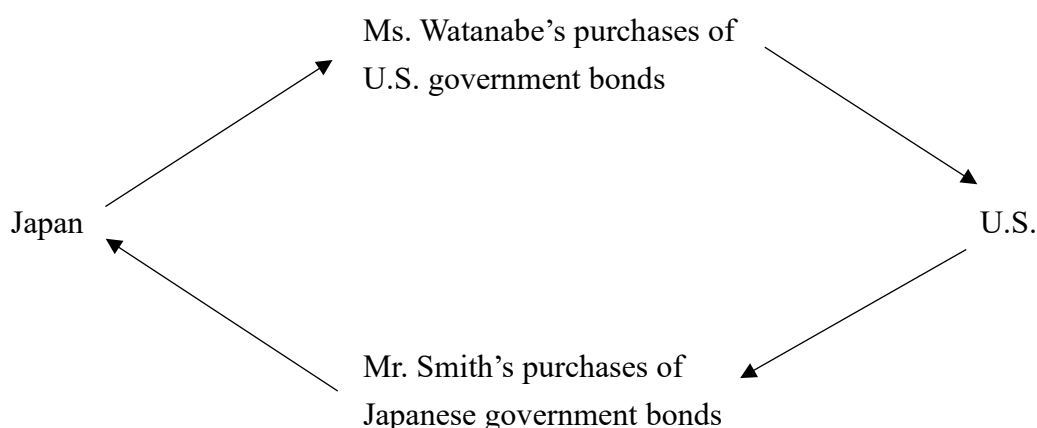 Ms. Watanabe’s purchases of
U.S. government bonds
Japan
U.S.
Mr. Smith’s purchases of
Japanese government bonds